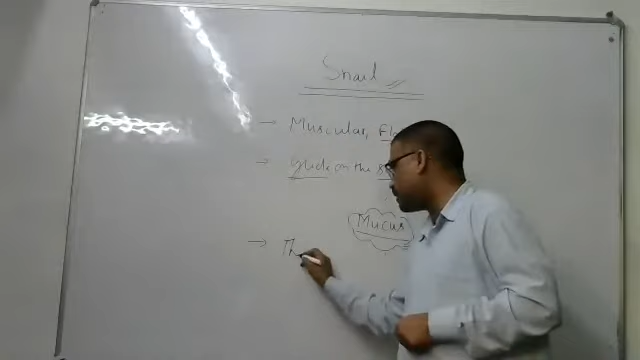 Snail
→ Muscular, Fl
→ Glide on the s
Mucus
→ Th